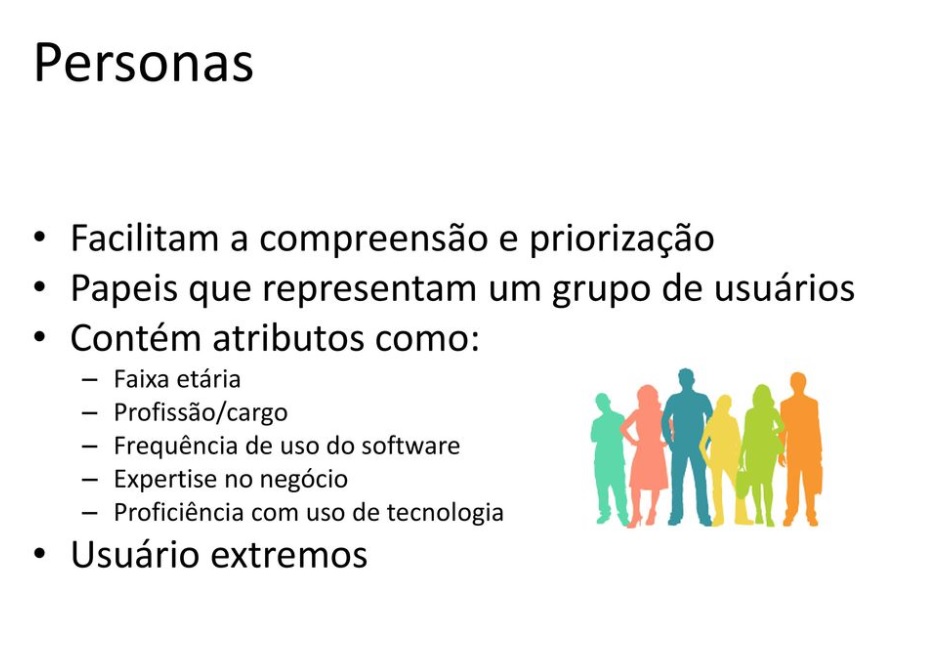 Personas
• Facilitam a compreensão e priorização
• Papeis que representam um grupo de usuários
• Contém atributos como:
– Faixa etária
– Profissão/cargo
– Frequência de uso do software
– Expertise no negócio
– Proficiência com uso de tecnologia
• Usuário extremos